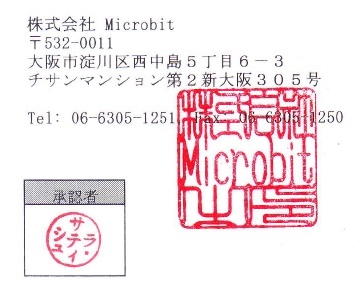 株式会社 Microbit
〒532-0011
大阪市淀川区西中島５丁目６－３
チサンマンション第２新大阪３０５号
Tel: 06-6305-1251, Fax: 06-6305-1250
株式会社
Microbit
之印
承認者
サティシュ・ラ